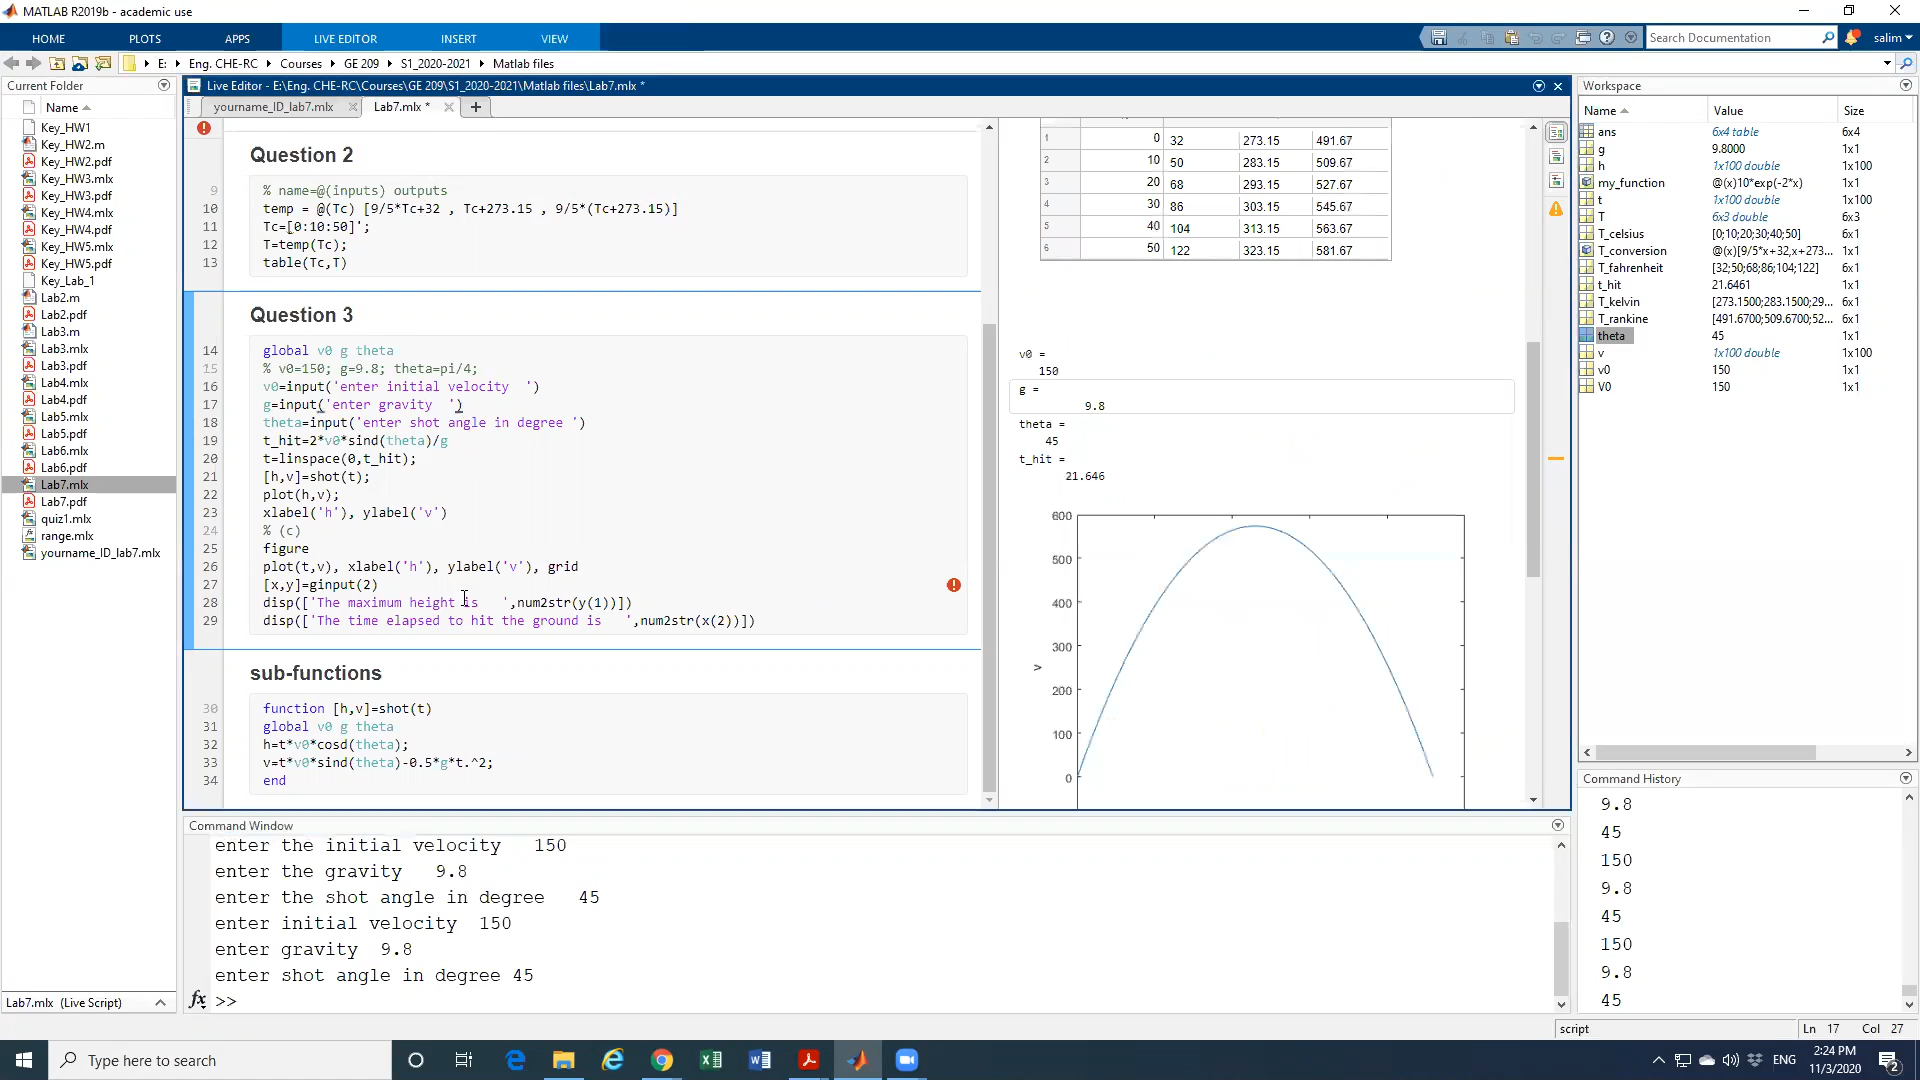 MATLAB R2019b - academic use
HOME PLOTS APPS LIVE EDITOR INSERT VIEW
Search Documentation
salim
E: Eng. CHE-RC Courses GE 209 S1_2020-2021 Matlab files
Current Folder
Name
Key_HW1
Key_HW2.m
Key_HW2.pdf
Key_HW3.mlx
Key_HW3.pdf
Key_HW4.mlx
Key_HW4.pdf
Key_HW5.mlx
Key_HW5.pdf
Key_Lab_1
Lab2.m
Lab2.pdf
Lab3.m
Lab3.mlx
Lab3.pdf
Lab4.mlx
Lab4.pdf
Lab5.mlx
Lab5.pdf
Lab6.mlx
Lab6.pdf
Lab7.mlx
Lab7.pdf
quiz1.mlx
range.mlx
yourname_ID_lab7.mlx
Lab7.mlx (Live Script)
Live Editor - E:\Eng. CHE-RC\Courses\GE 209\S1_2020-2021\Matlab files\Lab7.mlx *
yourname_ID_lab7.mlx Lab7.mlx * +
Question 2
9 % name=@(inputs) outputs
10 temp = @(Tc) [9/5*Tc+32 , Tc+273.15 , 9/5*(Tc+273.15)]
11 Tc=[0:10:50]';
12 T=temp(Tc);
13 table(Tc,T)
Question 3
14 global v0 g theta
15 % v0=150; g=9.8; theta=pi/4;
16 v0=input('enter initial velocity  ')
17 g=input('enter gravity  ')
18 theta=input('enter shot angle in degree ')
19 t_hit=2*v0*sind(theta)/g
20 t=linspace(0,t_hit);
21 [h,v]=shot(t);
22 plot(h,v);
23 xlabel('h'), ylabel('v')
24 % (c)
25 figure
26 plot(t,v), xlabel('h'), ylabel('v'), grid
27 [x,y]=ginput(2)
28 disp(['The maximum height is   ',num2str(y(1))])
29 disp(['The time elapsed to hit the ground is   ',num2str(x(2))])
sub-functions
30 function [h,v]=shot(t)
31 global v0 g theta
32 h=t*v0*cosd(theta);
33 v=t*v0*sind(theta)-0.5*g*t.^2;
34 end
1 0 32 273.15 491.67
2 10 50 283.15 509.67
3 20 68 293.15 527.67
4 30 86 303.15 545.67
5 40 104 313.15 563.67
6 50 122 323.15 581.67
v0 =
150
g =
9.8
theta =
45
t_hit =
21.646
600
500
400
300
200
100
0
v
Workspace
Name Value Size
ans 6x4 table 6x4
g 9.8000 1x1
h 1x100 double 1x100
my_function @(x)10*exp(-2*x) 1x1
t 1x100 double 1x100
T 6x3 double 6x3
T_celsius [0;10;20;30;40;50] 6x1
T_conversion @(x)[9/5*x+32,x+273... 1x1
T_fahrenheit [32;50;68;86;104;122] 6x1
t_hit 21.6461 1x1
T_kelvin [273.1500;283.1500;29... 6x1
T_rankine [491.6700;509.6700;52... 6x1
theta 45 1x1
v 1x100 double 1x100
v0 150 1x1
V0 150 1x1
Command History
9.8
45
150
9.8
45
150
9.8
45
Command Window
enter the initial velocity   150
enter the gravity   9.8
enter the shot angle in degree   45
enter initial velocity  150
enter gravity  9.8
enter shot angle in degree 45
fx >>
script Ln 17 Col 27
Type here to search
ENG
2:24 PM
11/3/2020
2